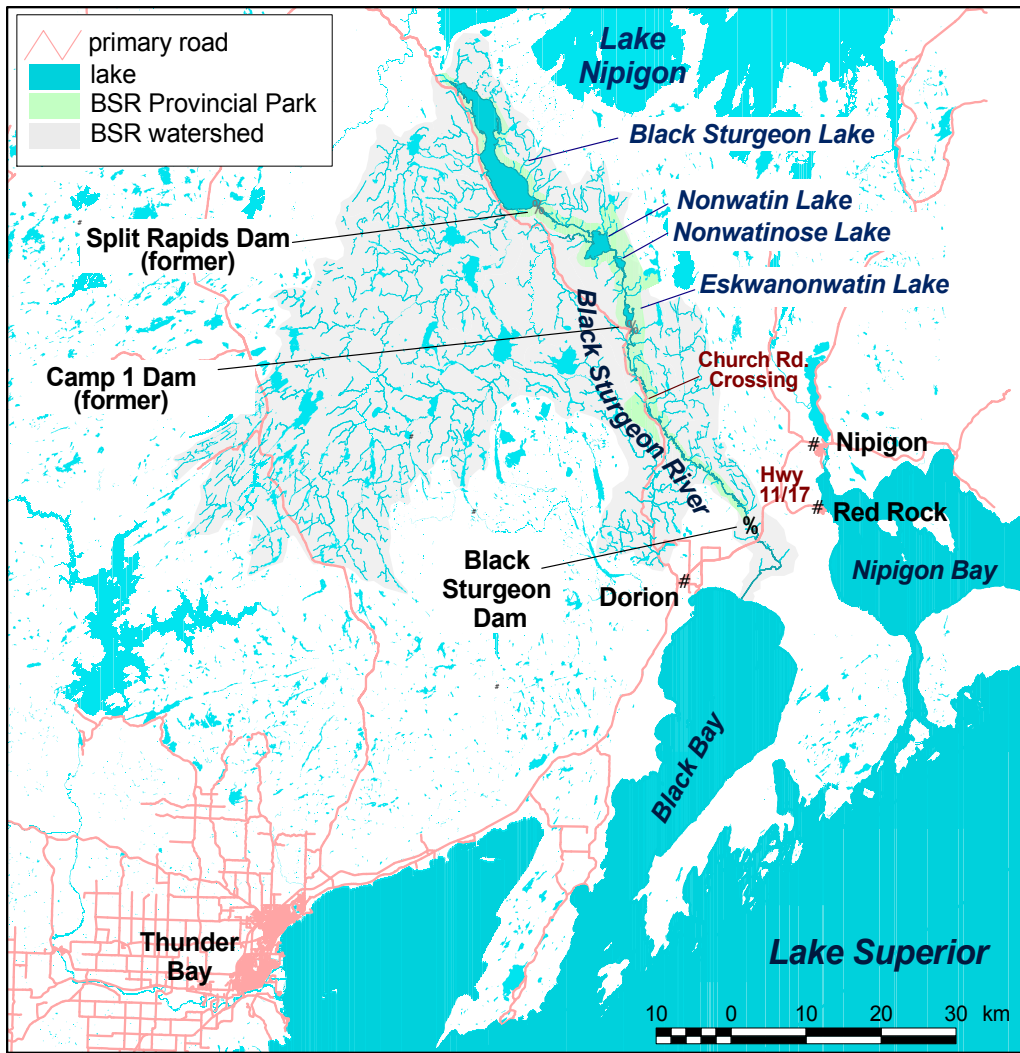 primary road
lake
BSR Provincial Park
BSR watershed
Lake
Nipigon
Black Sturgeon Lake
Nonwatin Lake
Nonwatinose Lake
Split Rapids Dam
(former)
Eskwanonwatin Lake
Black Sturgeon River
Camp 1 Dam
(former)
Church Rd.
Crossing
# Nipigon
Hwy
11/17
# Red Rock
%
Black
Sturgeon
Dam
Nipigon Bay
Dorion #
Black Bay
Thunder
Bay
Lake Superior
10 0 10 20 30 km